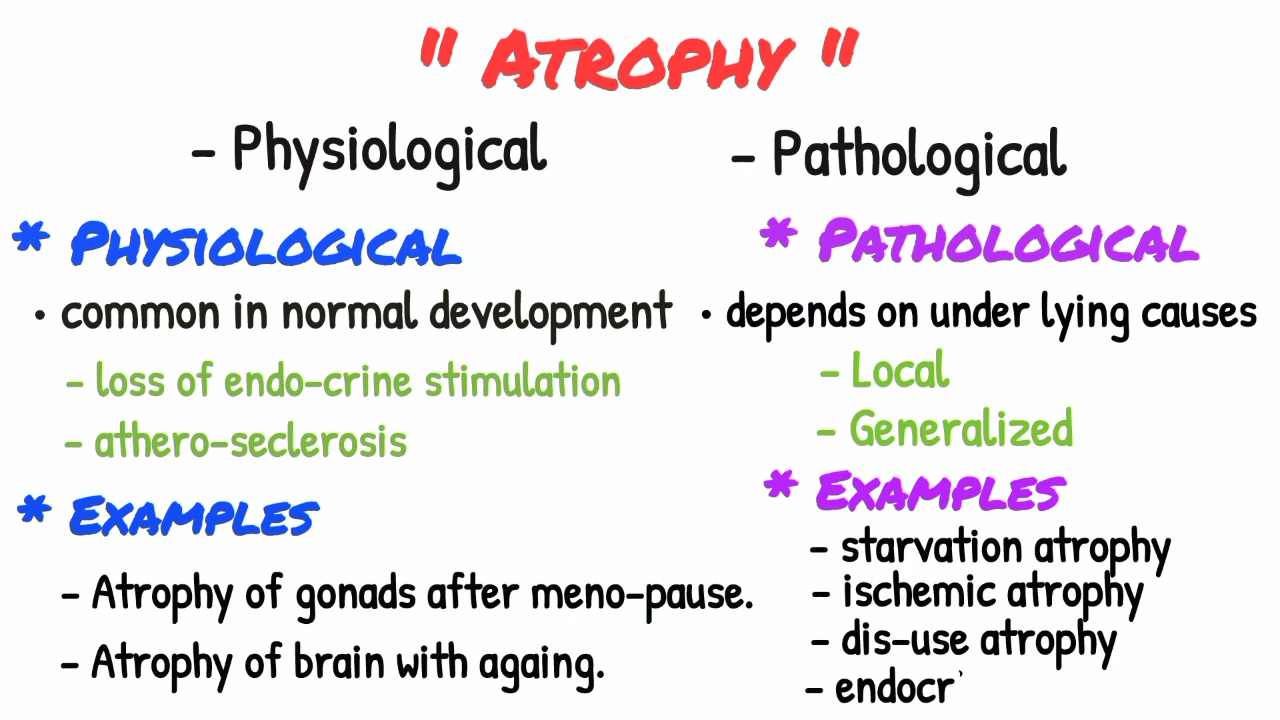 " ATROPHY "
- Physiological
- Pathological
* PHYSIOLOGICAL
• common in normal development
- loss of endo-crine stimulation
- athero-seclerosis
* EXAMPLES
- Atrophy of gonads after meno-pause.
- Atrophy of brain with againg.
* PATHOLOGICAL
• depends on under lying causes
- Local
- Generalized
* EXAMPLES
- starvation atrophy
- ischemic atrophy
- dis-use atrophy
- endocr